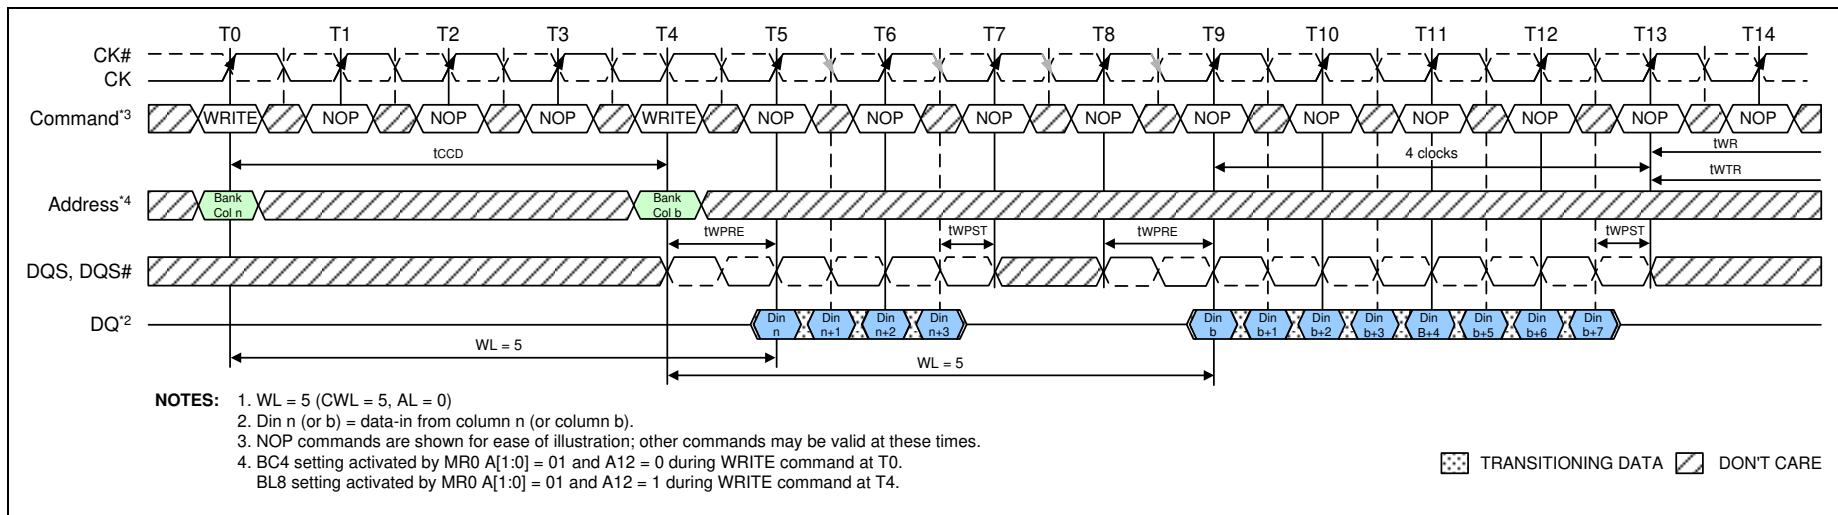 T0 T1 T2 T3 T4 T5 T6 T7 T8 T9 T10 T11 T12 T13 T14
CK#
CK
Command*3 WRITE NOP NOP NOP WRITE NOP NOP NOP NOP NOP NOP NOP NOP NOP NOP
tCCD 4 clocks tWR
tWTR
Address*4 Bank Col n Bank Col b
tWPRE tWPST tWPRE tWPST
DQS, DQS#
DQ*2 Din n Din n+1 Din n+2 Din n+3 Din b Din b+1 Din b+2 Din b+3 Din B+4 Din b+5 Din b+6 Din b+7
WL = 5
WL = 5
NOTES: 1. WL = 5 (CWL = 5, AL = 0)
2. Din n (or b) = data-in from column n (or column b).
3. NOP commands are shown for ease of illustration; other commands may be valid at these times.
4. BC4 setting activated by MR0 A[1:0] = 01 and A12 = 0 during WRITE command at T0.
BL8 setting activated by MR0 A[1:0] = 01 and A12 = 1 during WRITE command at T4.
TRANSITIONING DATA DON'T CARE